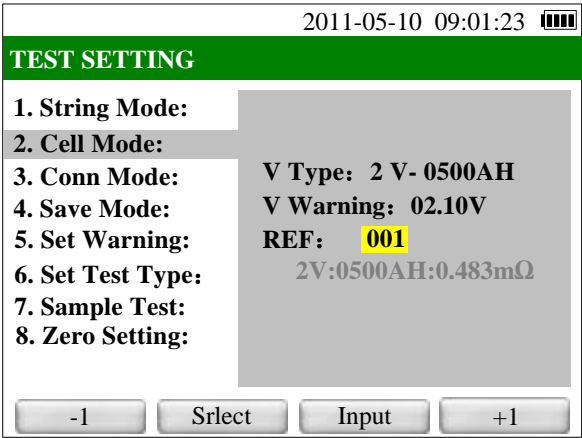 2011-05-10 09:01:23
TEST SETTING
1. String Mode:
2. Cell Mode:
3. Conn Mode:
4. Save Mode:
5. Set Warning:
6. Set Test Type：
7. Sample Test:
8. Zero Setting:
V Type：2 V- 0500AH
V Warning：02.10V
REF： 001
2V:0500AH:0.483mΩ
-1 Srlect Input +1